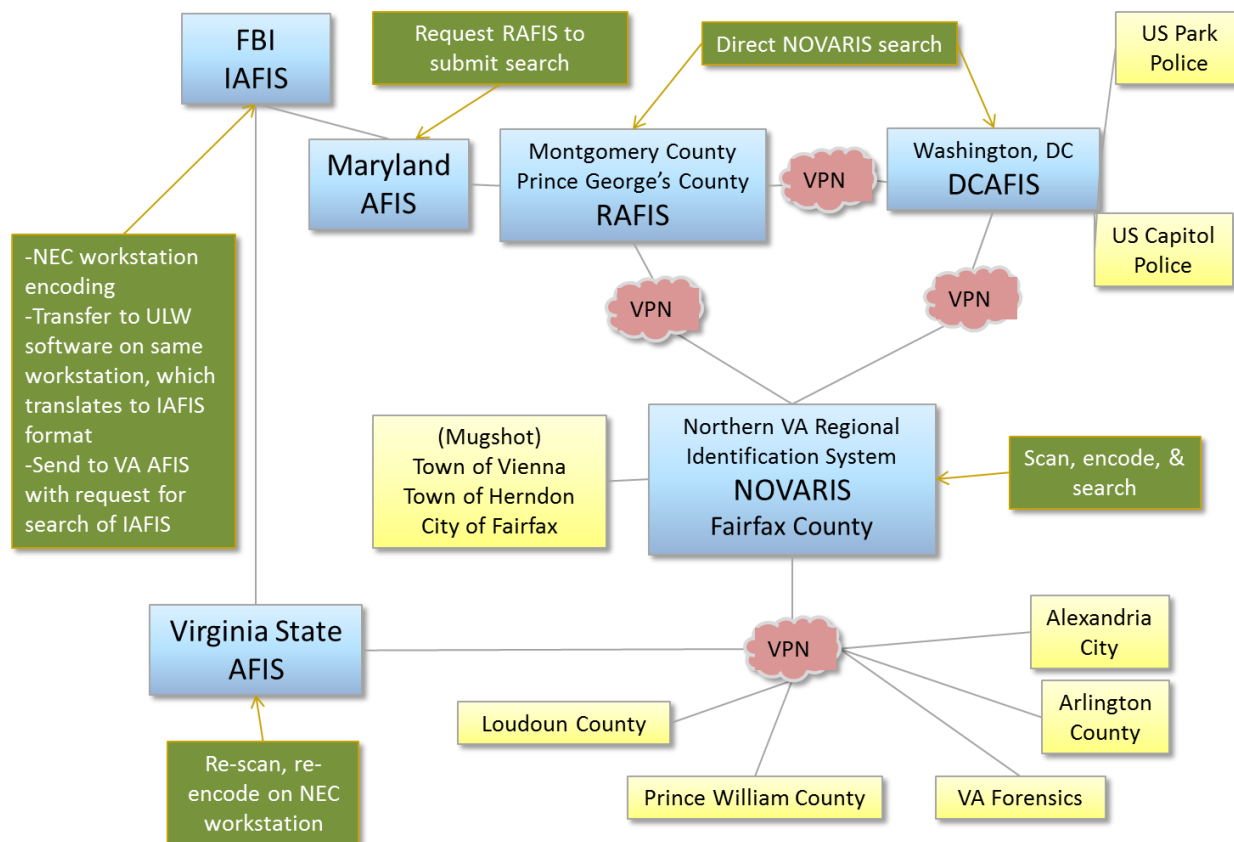 FBI
IAFIS
Request RAFIS to
submit search
Direct NOVARIS search
US Park
Police
Maryland
AFIS
Montgomery County
Prince George's County
RAFIS
VPN
Washington, DC
DCAFIS
US Capitol
Police
-NEC workstation
encoding
-Transfer to ULW
software on same
workstation, which
translates to IAFIS
format
-Send to VA AFIS
with request for
search of IAFIS
VPN
VPN
(Mugshot)
Town of Vienna
Town of Herndon
City of Fairfax
Northern VA Regional
Identification System
NOVARIS
Fairfax County
Scan, encode, &
search
Virginia State
AFIS
VPN
Alexandria
City
Arlington
County
Loudoun County
Prince William County
VA Forensics
Re-scan, re-
encode on NEC
workstation